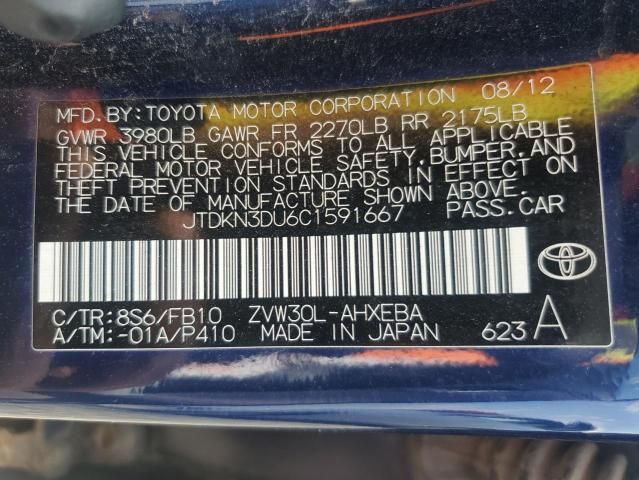 MFD. BY: TOYOTA MOTOR CORPORATION 08/12
GVWR 3980LB GAWR FR 2270LB RR 2175LB
THIS VEHICLE CONFORMS TO ALL APPLICABLE
FEDERAL MOTOR VEHICLE SAFETY, BUMPER, AND
THEFT PREVENTION STANDARDS IN EFFECT ON
THE DATE OF MANUFACTURE SHOWN ABOVE.
JTDKN3DU6C1591667 PASS. CAR
C/TR: 8S6/FB10 ZVW30L-AHXEBA
A/TM: -01A/P410 MADE IN JAPAN 623 A